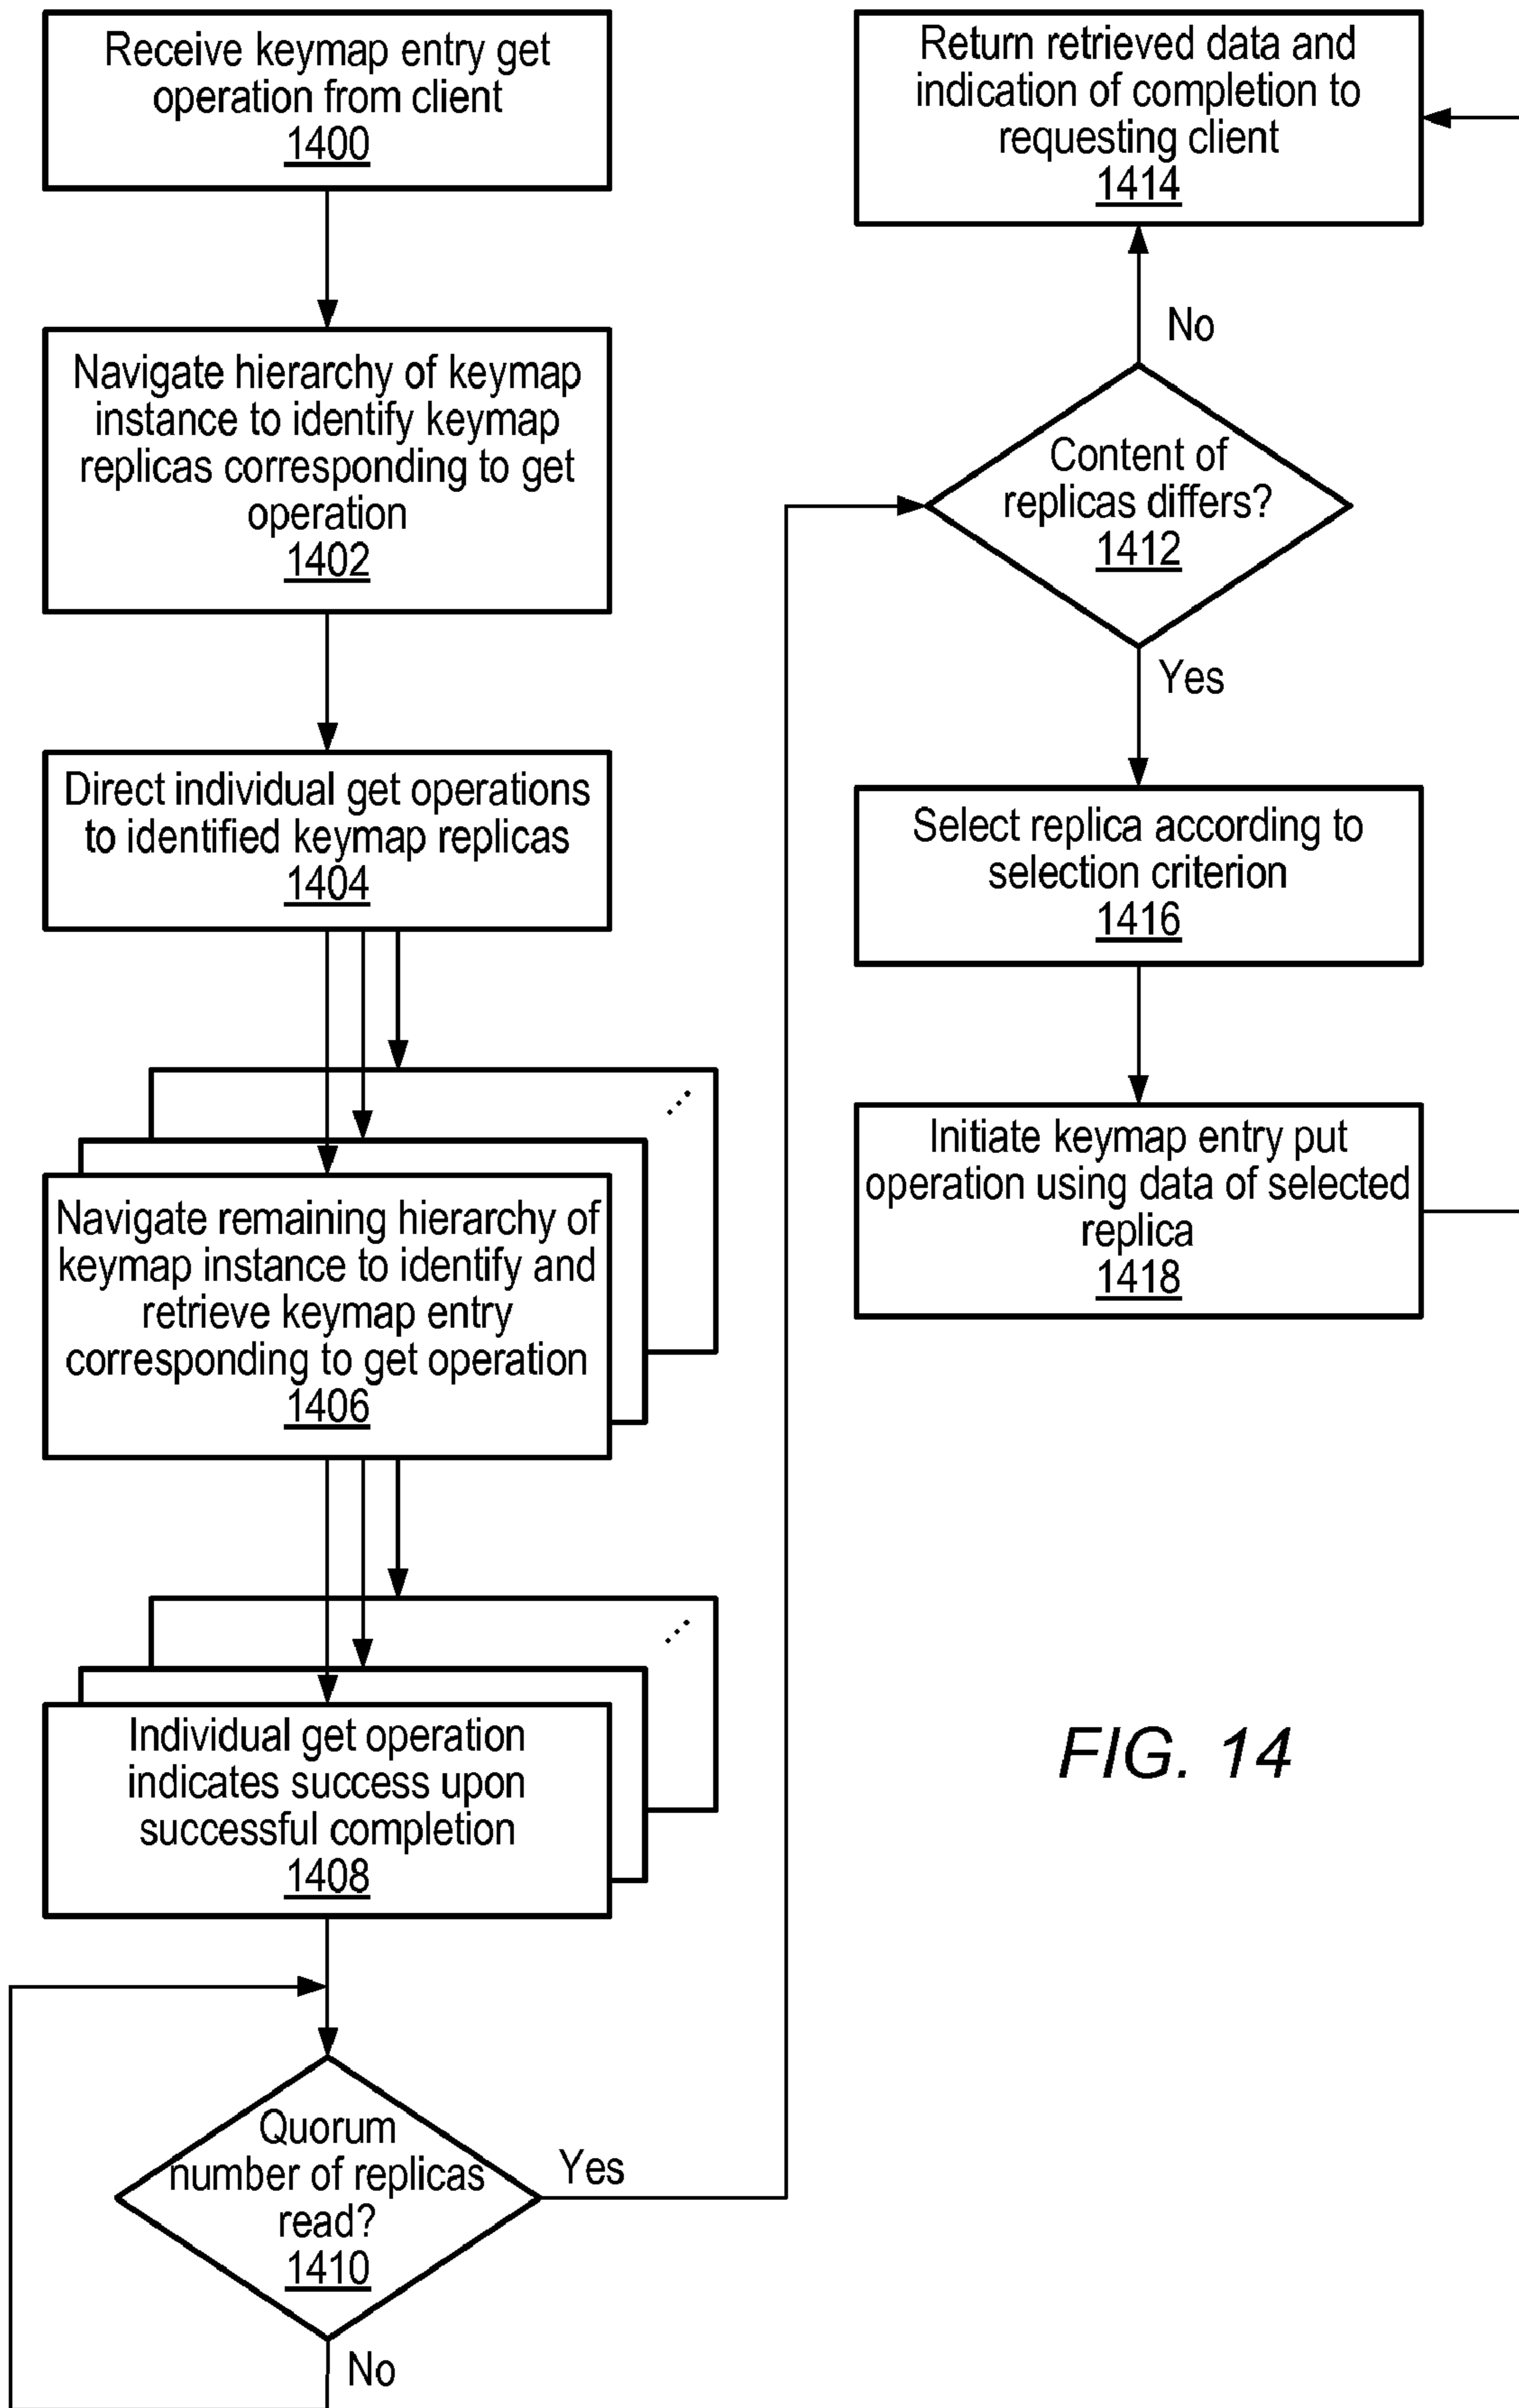 Receive keymap entry get
operation from client
1400
Navigate hierarchy of keymap
instance to identify keymap
replicas corresponding to get
operation
1402
Direct individual get operations
to identified keymap replicas
1404
Navigate remaining hierarchy of
keymap instance to identify and
retrieve keymap entry
corresponding to get operation
1406
Individual get operation
indicates success upon
successful completion
1408
Quorum
number of replicas
read?
1410
Yes
No
Return retrieved data and
indication of completion to
requesting client
1414
No
Content of
replicas differs?
1412
Yes
Select replica according to
selection criterion
1416
Initiate keymap entry put
operation using data of selected
replica
1418
FIG. 14